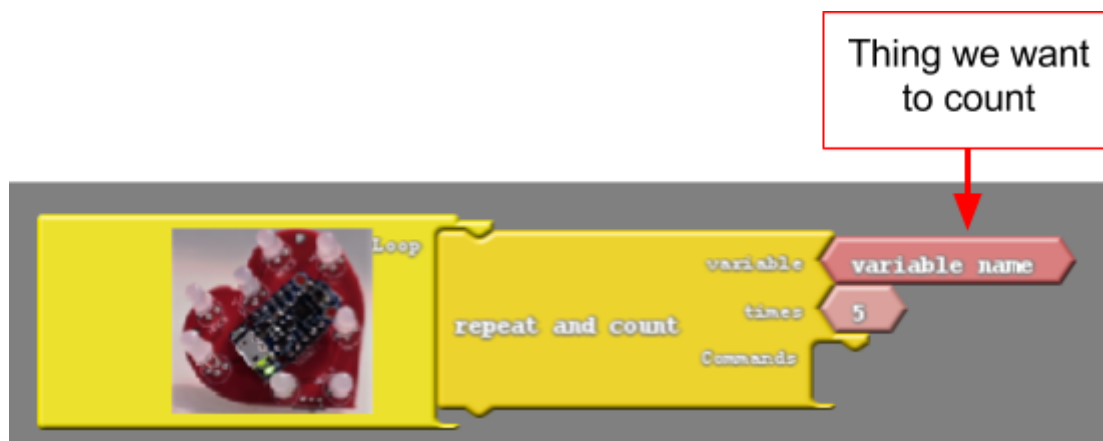 Thing we want
to count
Loop
variable
variable name
times
5
repeat and count
Commands